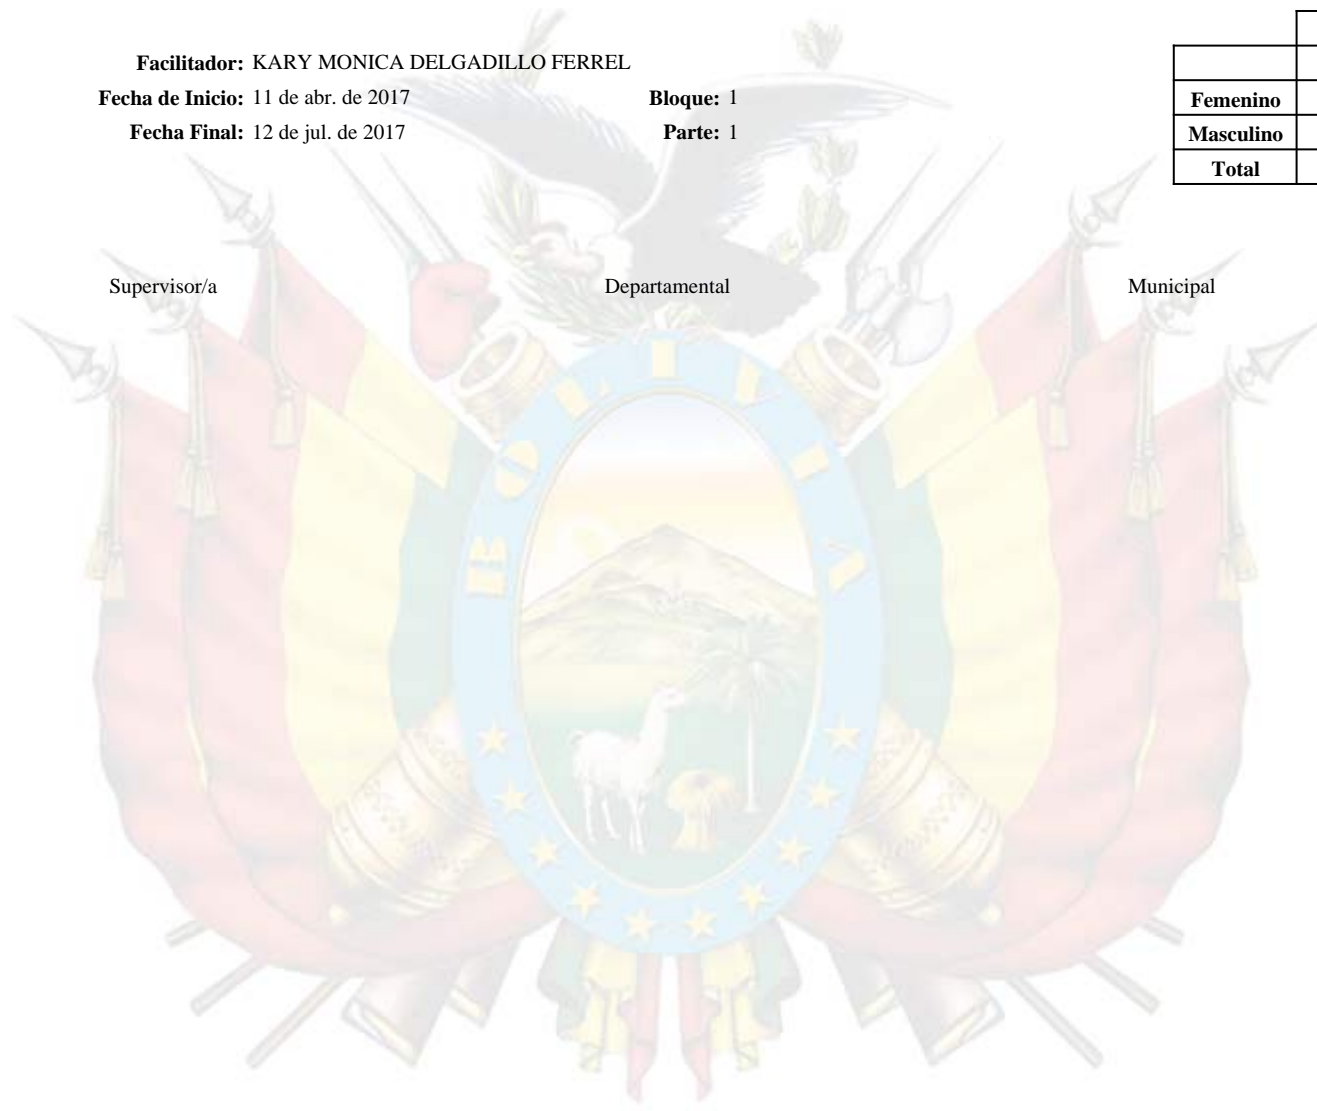 Facilitador: KARY MONICA DELGADILLO FERREL
Fecha de Inicio: 11 de abr. de 2017 Bloque: 1
Fecha Final: 12 de jul. de 2017 Parte: 1
Femenino
Masculino
Total
Supervisor/a Departamental Municipal
BOLIVIA